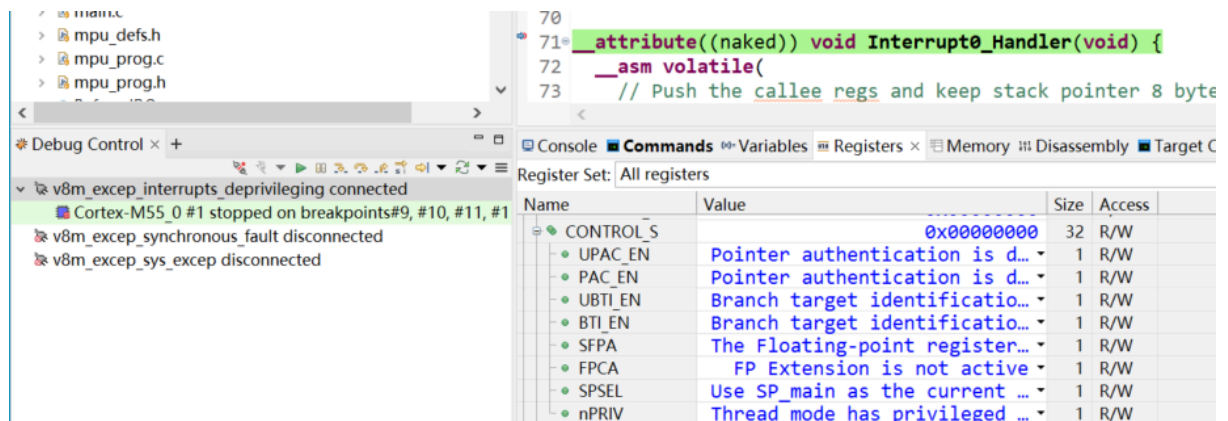 main.c
mpu_defs.h
mpu_prog.c
mpu_prog.h
70
71 __attribute((naked)) void Interrupt0_Handler(void) {
72 __asm volatile(
73 // Push the callee regs and keep stack pointer 8 byte
Debug Control × +
v8m_excep_interrupts_deprivileging connected
Cortex-M55_0 #1 stopped on breakpoints#9, #10, #11, #1
v8m_excep_synchronous_fault disconnected
v8m_excep_sys_excep disconnected
Console Commands Variables Registers × Memory Disassembly Target C
Register Set: All registers
Name Value Size Access
CONTROL_S 0x00000000 32 R/W
UPAC_EN Pointer authentication is d… 1 R/W
PAC_EN Pointer authentication is d… 1 R/W
UBTI_EN Branch target identificatio… 1 R/W
BTI_EN Branch target identificatio… 1 R/W
SFPA The Floating-point register… 1 R/W
FPCA FP Extension is not active 1 R/W
SPSEL Use SP_main as the current … 1 R/W
nPRIV Thread mode has privileged … 1 R/W